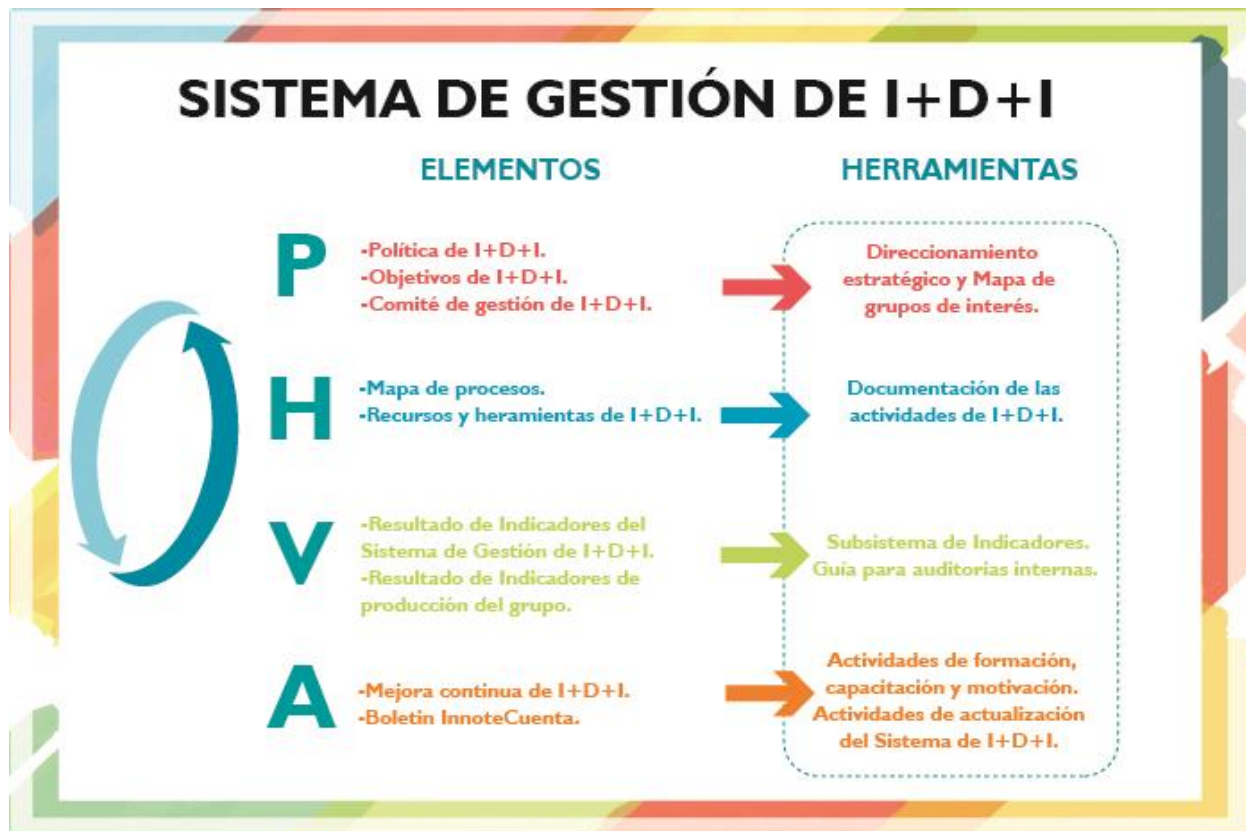 SISTEMA DE GESTIÓN DE I+D+I
ELEMENTOS
HERRAMIENTAS
P
-Política de I+D+I.
-Objetivos de I+D+I.
-Comité de gestión de I+D+I.
Direccionamiento
estratégico y Mapa de
grupos de interés.
H
-Mapa de procesos.
-Recursos y heramientas de I+D+I.
Documentación de las
actividades de I+D+I.
V
-Resultado de Indicadores del
Sistema de Gestión de I+D+I.
-Resultado de Indicadores de
producción del grupo.
Subsistema de Indicadores.
Guía para auditorias internas.
A
-Mejora continua de I+D+I.
-Boletin InnoteCuenta.
Actividades de formación,
capacitación y motivación.
Actividades de actualización
del Sistema de I+D+I.